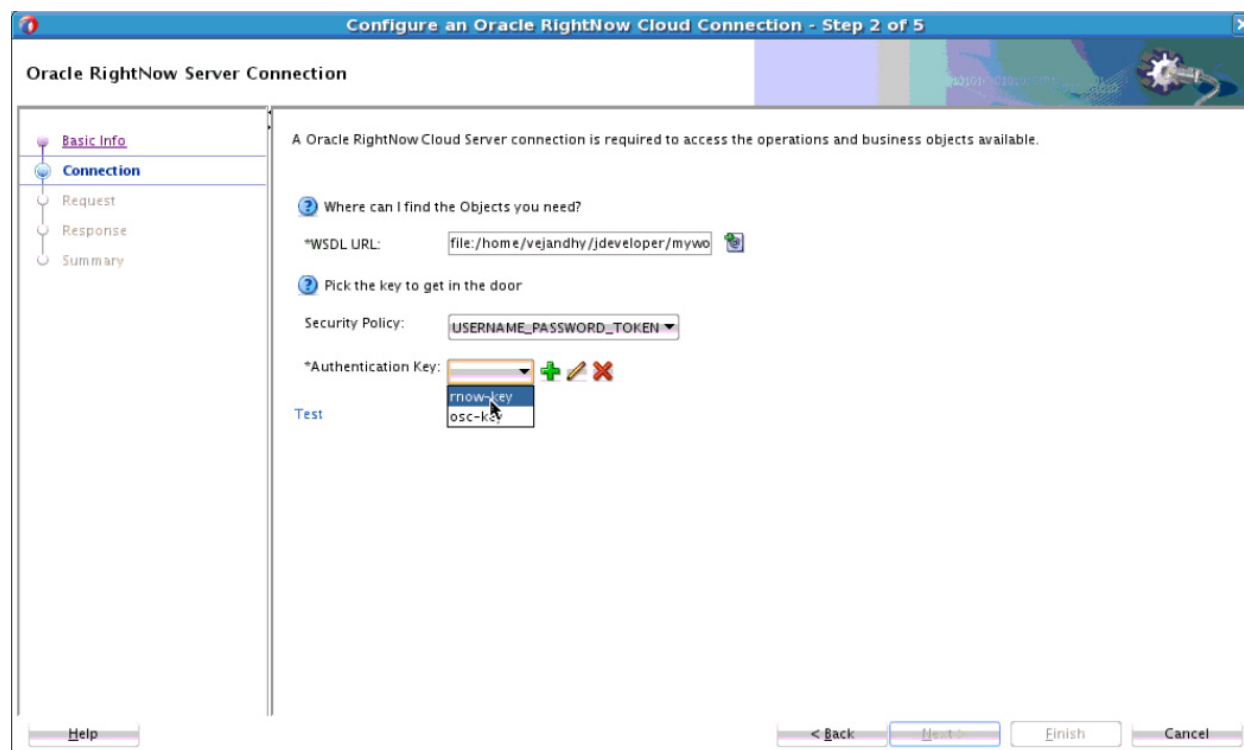 Configure an Oracle RightNow Cloud Connection - Step 2 of 5
Oracle RightNow Server Connection
Basic Info
Connection
Request
Response
Summary
A Oracle RightNow Cloud Server connection is required to access the operations and business objects available.
Where can I find the Objects you need?
*WSDL URL: file:/home/vejandhy/jdeveloper/mywo
Pick the key to get in the door
Security Policy: USERNAME_PASSWORD_TOKEN
*Authentication Key:
rnow-key
osc-key
Test
Help < Back Next > Finish Cancel